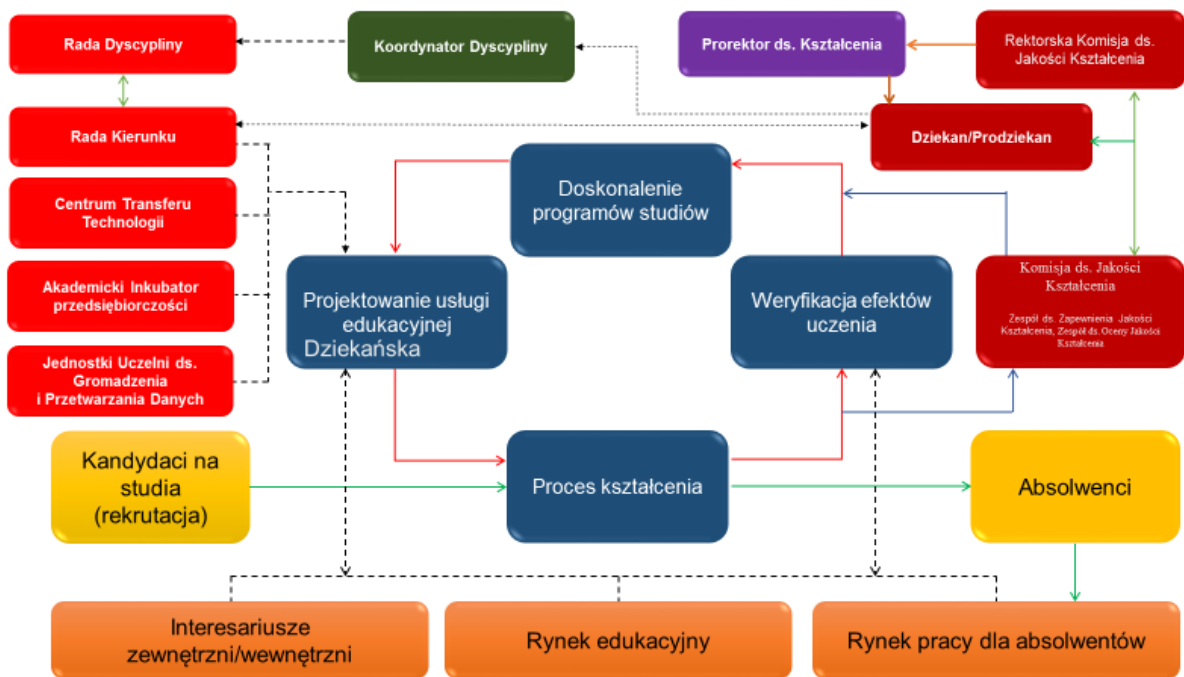 Rada Dyscypliny
Koordynator Dyscypliny
Prorektor ds. Kształcenia
Rektorska Komisja ds.
Jakości Kształcenia
Rada Kierunku
Dziekan/Prodziekan
Doskonalenie
programów studiów
Centrum Transferu
Technologii
Akademicki Inkubator
przedsiębiorczości
Projektowanie usługi
edukacyjnej
Dziekańska
Weryfikacja efektów
uczenia
Komisja ds. Jakości
Kształcenia
Zespół ds. Zapewnienia Jakości
Kształcenia, Zespół ds. Oceny Jakości
Kształcenia
Jednostki Uczelni ds.
Gromadzenia
i Przetwarzania Danych
Kandydaci na
studia
(rekrutacja)
Proces kształcenia
Absolwenci
Interesariusze
zewnętrzni/wewnętrzni
Rynek edukacyjny
Rynek pracy dla absolwentów